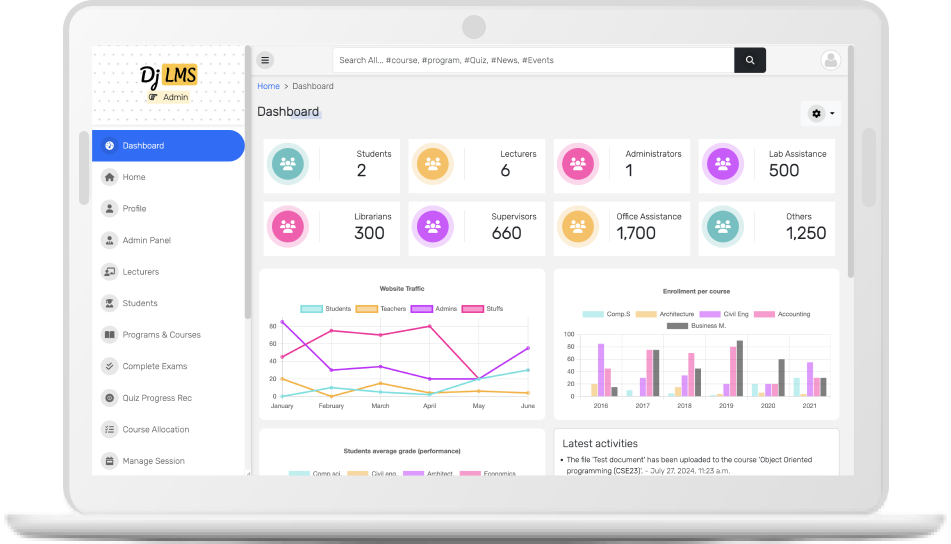 Dj LMS
Admin
Dashboard
Home
Profile
Admin Panel
Lecturers
Students
Programs & Courses
Complete Exams
Quiz Progress Rec
Course Allocation
Manage Session
Search All... #course, #program, #Quiz, #News, #Events
Home > Dashboard
Dashboard
Students
2
Lecturers
6
Administrators
1
Lab Assistance
500
Librarians
300
Supervisors
660
Office Assistance
1,700
Others
1,250
Website Traffic
Students Teachers Admins Stuffs
80
60
40
20
0
January February March April May June
Enrollment per course
Comp.S Architecture Civil Eng Accounting
Business M.
100
80
60
40
20
0
2016 2017 2018 2019 2020 2021
Students average grade (performance)
Comp sci. Civil eng Architect. Economics
Latest activities
• The file 'Test document' has been uploaded to the course 'Object Oriented
programming (CSE23)'. - July 27, 2024, 11:23 a.m.